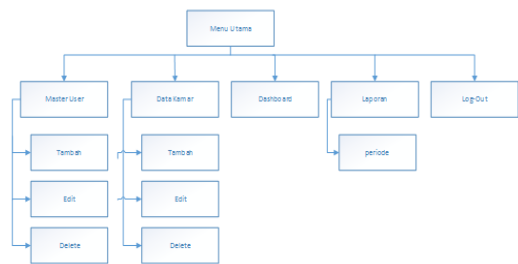 Menu Utama
Master User
Data Kamar
Dashboard
Laporan
Log-Out
Tambah
Tambah
periode
Edit
Edit
Delete
Delete